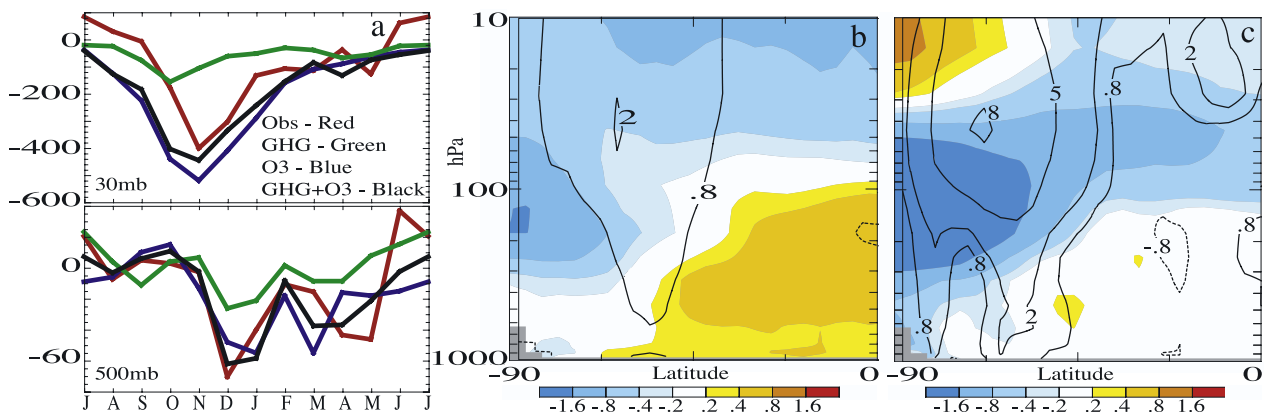 a
0
-200
-400
-600
Obs - Red
GHG - Green
O3 - Blue
GHG+O3 - Black
30mb
0
-60
500mb
J A S O N D J F M A M J J
b
10
100
1000
hPa
2
.8
-90 Latitude 0
-1.6 -.8 -.4 -.2 .2 .4 .8 1.6
c
2
5
.8
8
.8
-.8
.8
.8
2
-90 Latitude 0
-1.6 -.8 -.4 -.2 .2 .4 .8 1.6